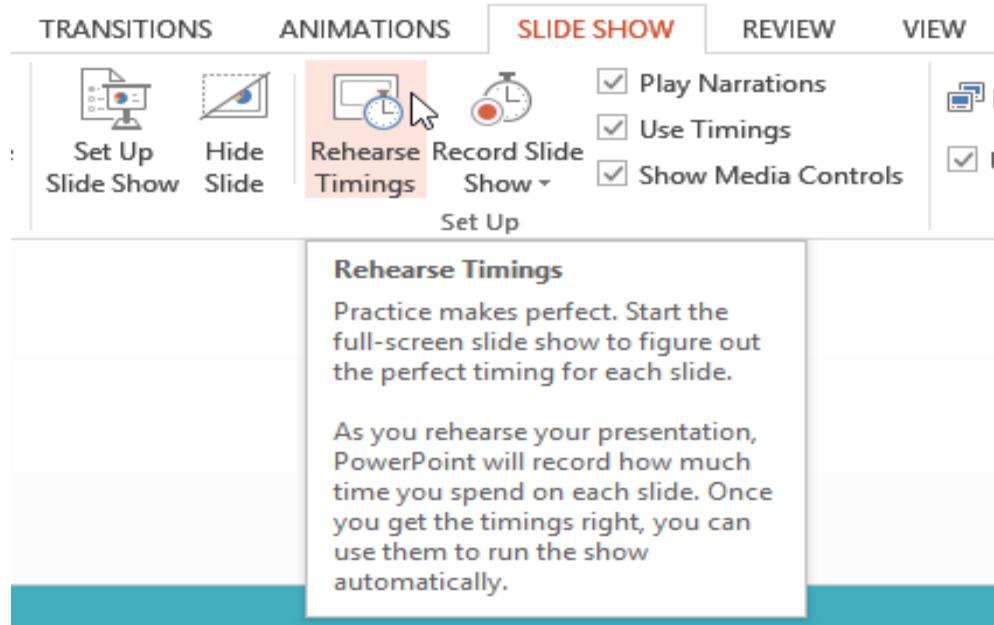 TRANSITIONS ANIMATIONS SLIDE SHOW REVIEW VIEW
Set Up
Slide Show
Hide
Slide
Rehearse
Timings
Record Slide
Show
Play Narrations
Use Timings
Show Media Controls
Set Up
Rehearse Timings
Practice makes perfect. Start the
full-screen slide show to figure out
the perfect timing for each slide.
As you rehearse your presentation,
PowerPoint will record how much
time you spend on each slide. Once
you get the timings right, you can
use them to run the show
automatically.